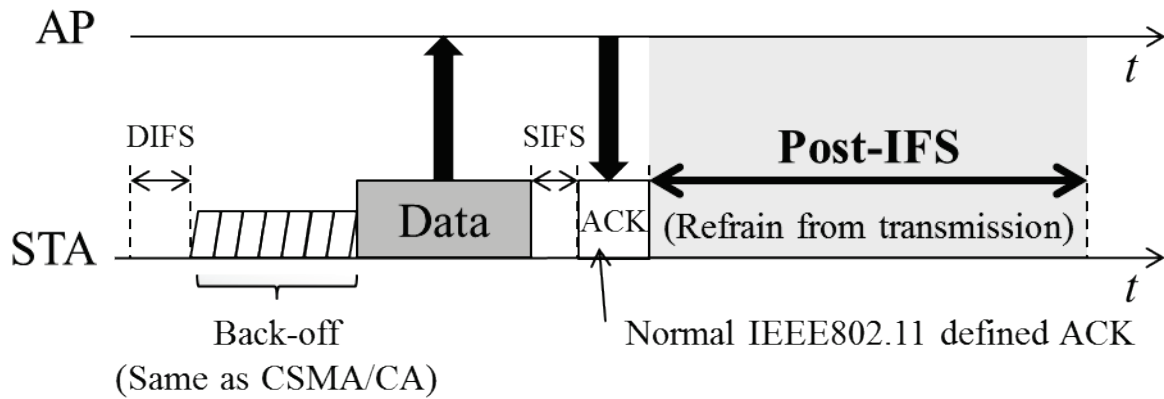 AP
t
DIFS
SIFS
Post-IFS
Data
ACK
(Refrain from transmission)
STA
t
Back-off
(Same as CSMA/CA)
Normal IEEE802.11 defined ACK